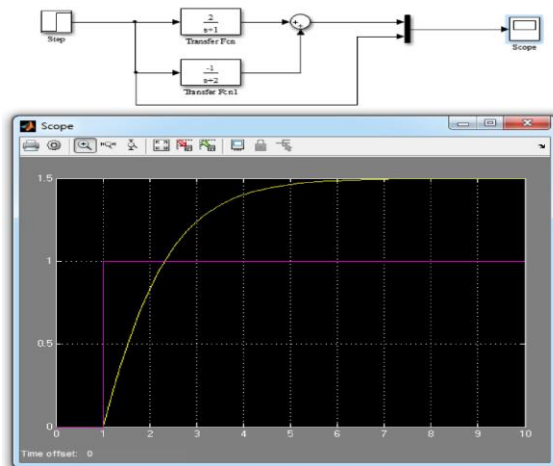 Step
2
s+1
Transfer Fcn
-1
s+2
Transfer Fcn1
Scope
Scope
1.5
1
0.5
0
0 1 2 3 4 5 6 7 8 9 10
Time offset: 0